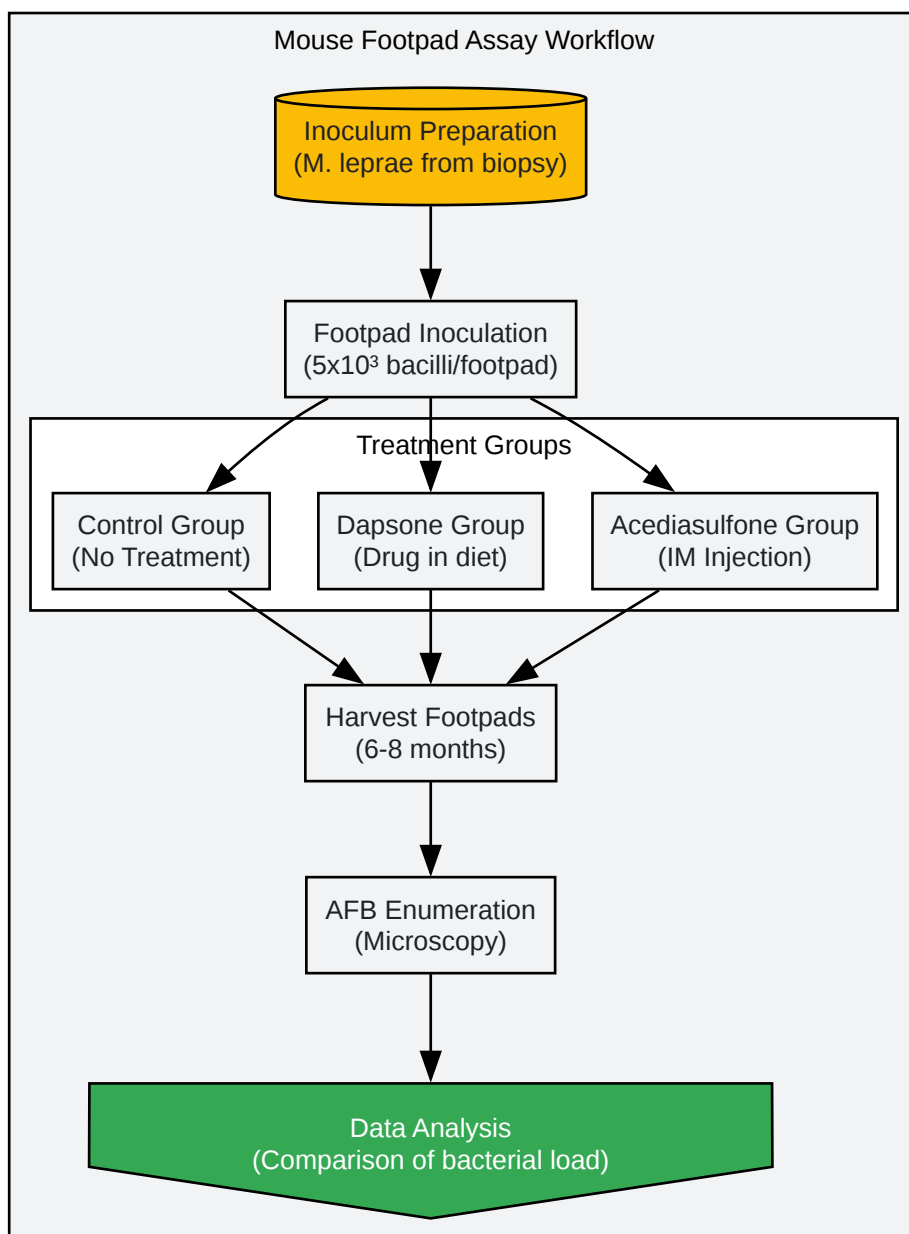 Mouse Footpad Assay Workflow
Inoculum Preparation
(M. leprae from biopsy)
Footpad Inoculation
(5x10³ bacilli/footpad)
Treatment Groups
Control Group
(No Treatment)
Dapsone Group
(Drug in diet)
Acediasulfone Group
(IM Injection)
Harvest Footpads
(6-8 months)
AFB Enumeration
(Microscopy)
Data Analysis
(Comparison of bacterial load)